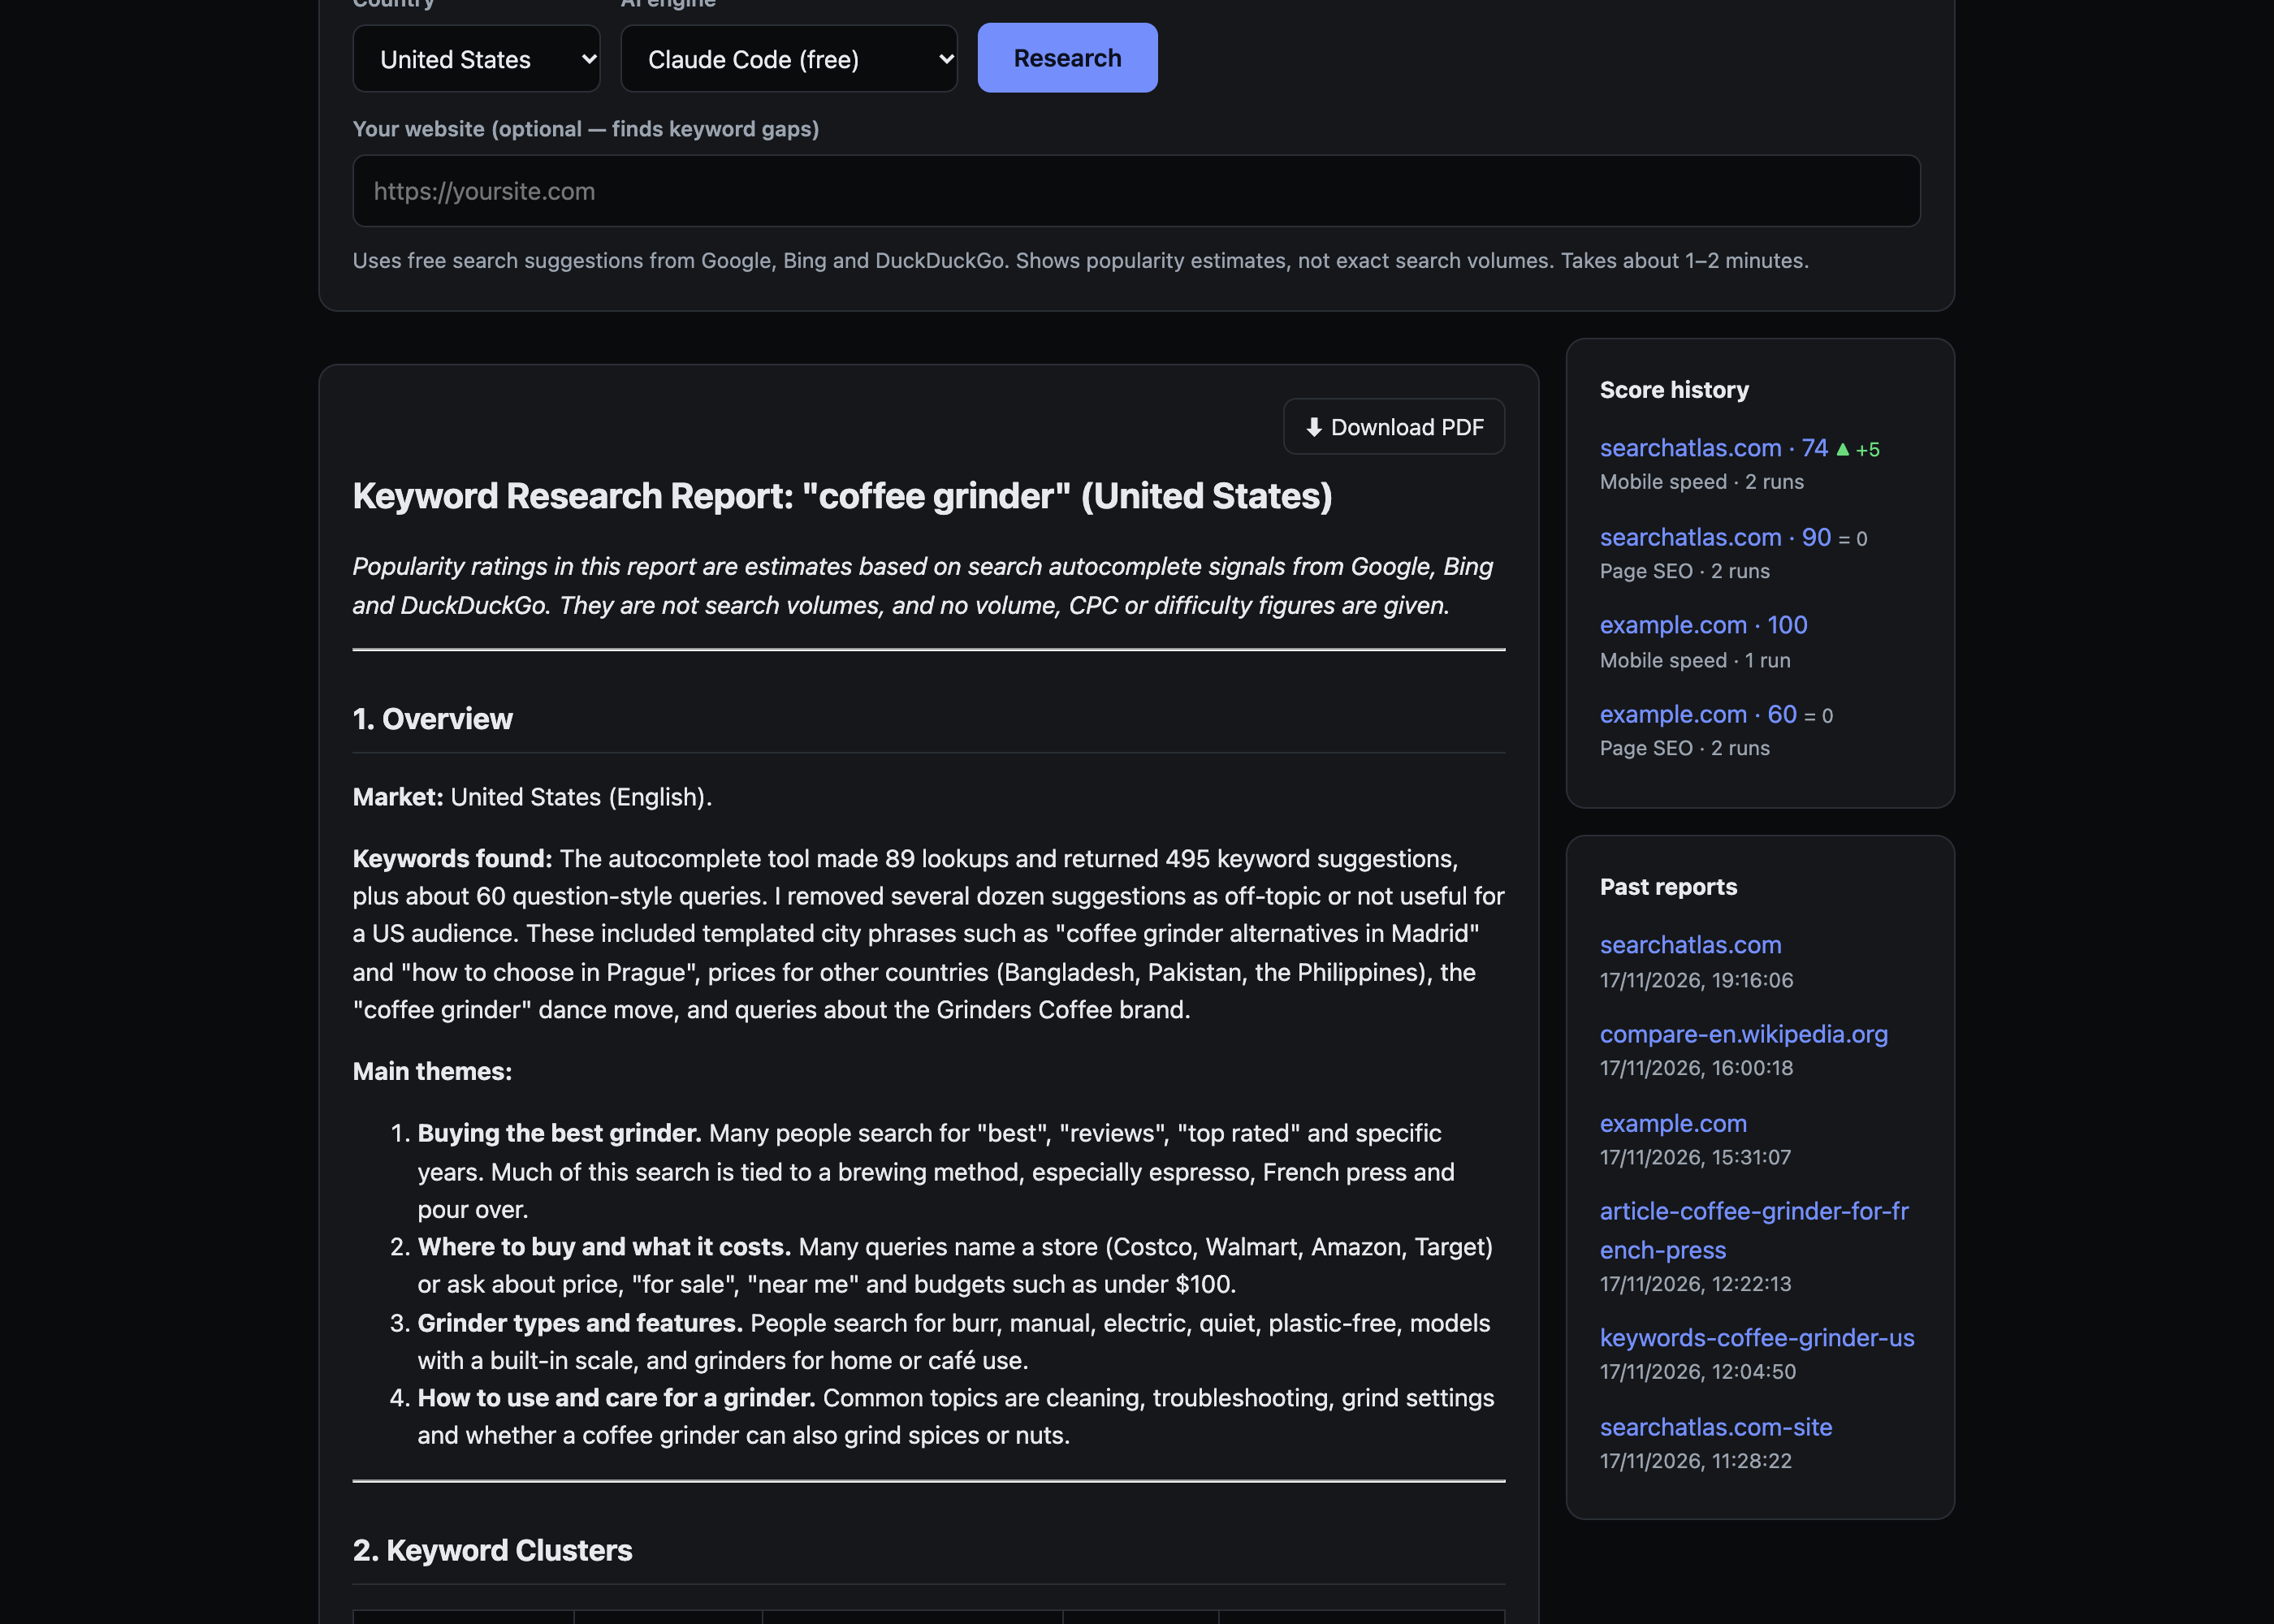 Country
AI engine
United States
Claude Code (free)
Research
Your website (optional — finds keyword gaps)
https://yoursite.com
Uses free search suggestions from Google, Bing and DuckDuckGo. Shows popularity estimates, not exact search volumes. Takes about 1–2 minutes.
⬇ Download PDF
Keyword Research Report: "coffee grinder" (United States)
Popularity ratings in this report are estimates based on search autocomplete signals from Google, Bing
and DuckDuckGo. They are not search volumes, and no volume, CPC or difficulty figures are given.
1. Overview
Market: United States (English).
Keywords found: The autocomplete tool made 89 lookups and returned 495 keyword suggestions,
plus about 60 question-style queries. I removed several dozen suggestions as off-topic or not useful for
a US audience. These included templated city phrases such as "coffee grinder alternatives in Madrid"
and "how to choose in Prague", prices for other countries (Bangladesh, Pakistan, the Philippines), the
"coffee grinder" dance move, and queries about the Grinders Coffee brand.
Main themes:
1. Buying the best grinder. Many people search for "best", "reviews", "top rated" and specific
years. Much of this search is tied to a brewing method, especially espresso, French press and
pour over.
2. Where to buy and what it costs. Many queries name a store (Costco, Walmart, Amazon, Target)
or ask about price, "for sale", "near me" and budgets such as under $100.
3. Grinder types and features. People search for burr, manual, electric, quiet, plastic-free, models
with a built-in scale, and grinders for home or café use.
4. How to use and care for a grinder. Common topics are cleaning, troubleshooting, grind settings
and whether a coffee grinder can also grind spices or nuts.
2. Keyword Clusters
Score history
searchatlas.com · 74 ▲ +5
Mobile speed · 2 runs
searchatlas.com · 90 = 0
Page SEO · 2 runs
example.com · 100
Mobile speed · 1 run
example.com · 60 = 0
Page SEO · 2 runs
Past reports
searchatlas.com
17/11/2026, 19:16:06
compare-en.wikipedia.org
17/11/2026, 16:00:18
example.com
17/11/2026, 15:31:07
article-coffee-grinder-for-fr
ench-press
17/11/2026, 12:22:13
keywords-coffee-grinder-us
17/11/2026, 12:04:50
searchatlas.com-site
17/11/2026, 11:28:22